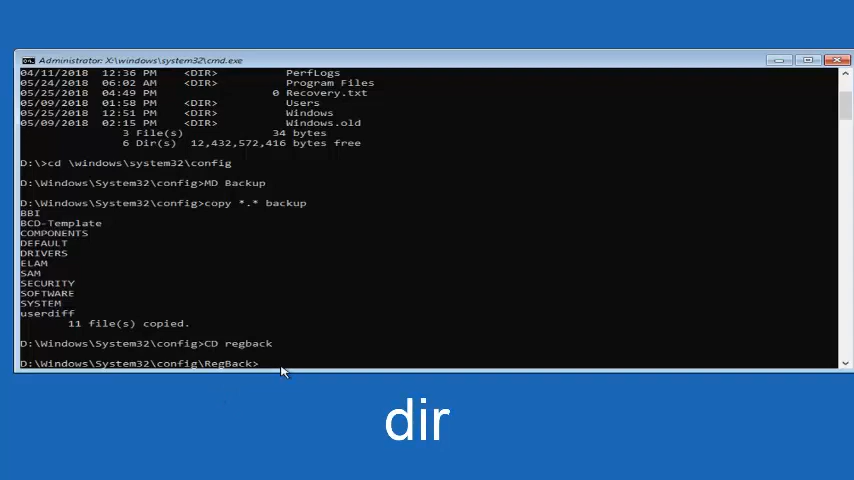 Administrator: X:\windows\system32\cmd.exe
04/11/2018  12:36 PM    <DIR>          PerfLogs
05/24/2018  06:02 AM    <DIR>          Program Files
05/25/2018  04:49 PM                 0 Recovery.txt
05/09/2018  01:58 PM    <DIR>          Users
05/25/2018  12:51 PM    <DIR>          Windows
05/09/2018  02:15 PM    <DIR>          Windows.old
3 File(s)             34 bytes
6 Dir(s)  12,432,572,416 bytes free
D:\>cd \windows\system32\config
D:\Windows\System32\config>MD Backup
D:\Windows\System32\config>copy *.* backup
BBI
BCD-Template
COMPONENTS
DEFAULT
DRIVERS
ELAM
SAM
SECURITY
SOFTWARE
SYSTEM
userdiff
11 file(s) copied.
D:\Windows\System32\config>CD regback
D:\Windows\System32\config\RegBack>
dir